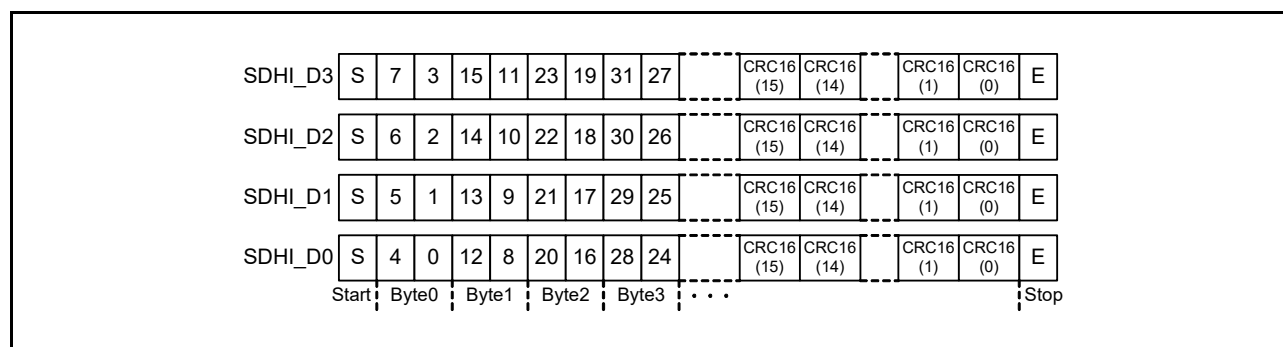 SDHI_D3 S 7 3 15 11 23 19 31 27 CRC16 (15) CRC16 (14) CRC16 (1) CRC16 (0) E
SDHI_D2 S 6 2 14 10 22 18 30 26 CRC16 (15) CRC16 (14) CRC16 (1) CRC16 (0) E
SDHI_D1 S 5 1 13 9 21 17 29 25 CRC16 (15) CRC16 (14) CRC16 (1) CRC16 (0) E
SDHI_D0 S 4 0 12 8 20 16 28 24 CRC16 (15) CRC16 (14) CRC16 (1) CRC16 (0) E
Start Byte0 Byte1 Byte2 Byte3 · · · Stop